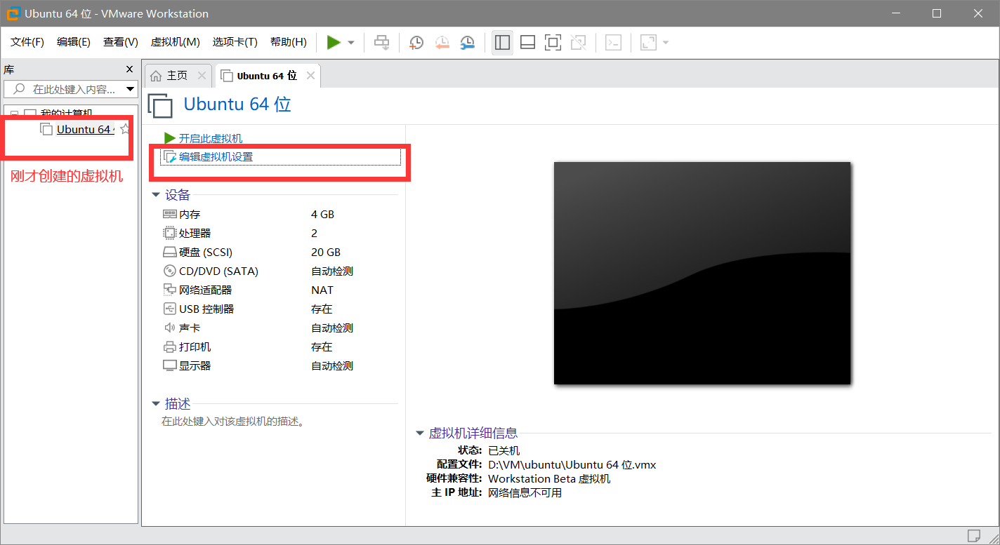 Ubuntu 64 位 - VMware Workstation
文件(F) 编辑(E) 查看(V) 虚拟机(M) 选项卡(T) 帮助(H)
库
在此处键入内容...
我的计算机
Ubuntu 64
刚才创建的虚拟机
主页
Ubuntu 64 位
Ubuntu 64 位
开启此虚拟机
编辑虚拟机设置
设备
内存 4 GB
处理器 2
硬盘 (SCSI) 20 GB
CD/DVD (SATA) 自动检测
网络适配器 NAT
USB 控制器 存在
声卡 自动检测
打印机 存在
显示器 自动检测
描述
在此处键入对该虚拟机的描述。
虚拟机详细信息
状态: 已关机
配置文件: D:\VM\ubuntu\Ubuntu 64 位.vmx
硬件兼容性: Workstation Beta 虚拟机
主 IP 地址: 网络信息不可用